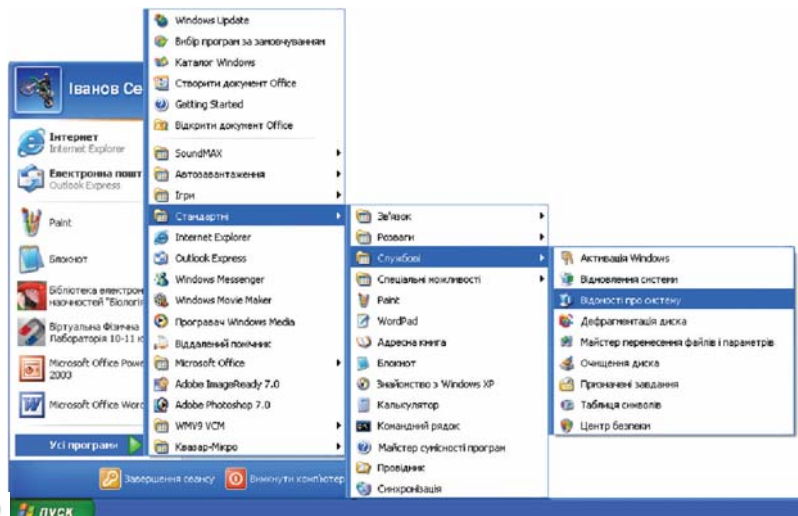 Windows Update
Вибір програм за замовчуванням
Каталог Windows
Створити документ Office
Getting Started
Відкрити документ Office
SoundMAX
Автозавантаження
Ігри
Стандартні
Internet Explorer
Outlook Express
Windows Messenger
Windows Movie Maker
Програвач Windows Media
Віддалений помічник
Microsoft Office
Adobe ImageReady 7.0
Adobe Photoshop 7.0
WMV9 VCM
Квазар-Мікро
Іванов Се
Інтернет
Internet Explorer
Електронна пошт
Outlook Express
Paint
Блокнот
Бібліотека електрон
наочностей "Біологія
Віртуальна Фізична
Лабораторія 10-11 к
Microsoft Office Powe
2003
Microsoft Office Word
Усі програми
Завершення сеансу
Вимкнути комп'ютер
пуск
Зв'язок
Розваги
Службові
Спеціальні можливості
Paint
WordPad
Адресна книга
Блокнот
Знайомство з Windows XP
Калькулятор
Командний рядок
Майстер сумісності програм
Провідник
Синхронізація
Активація Windows
Відновлення системи
Відомості про систему
Дефрагментація диска
Майстер перенесення файлів і параметрів
Очищення диска
Призначені завдання
Таблиця символів
Центр безпеки